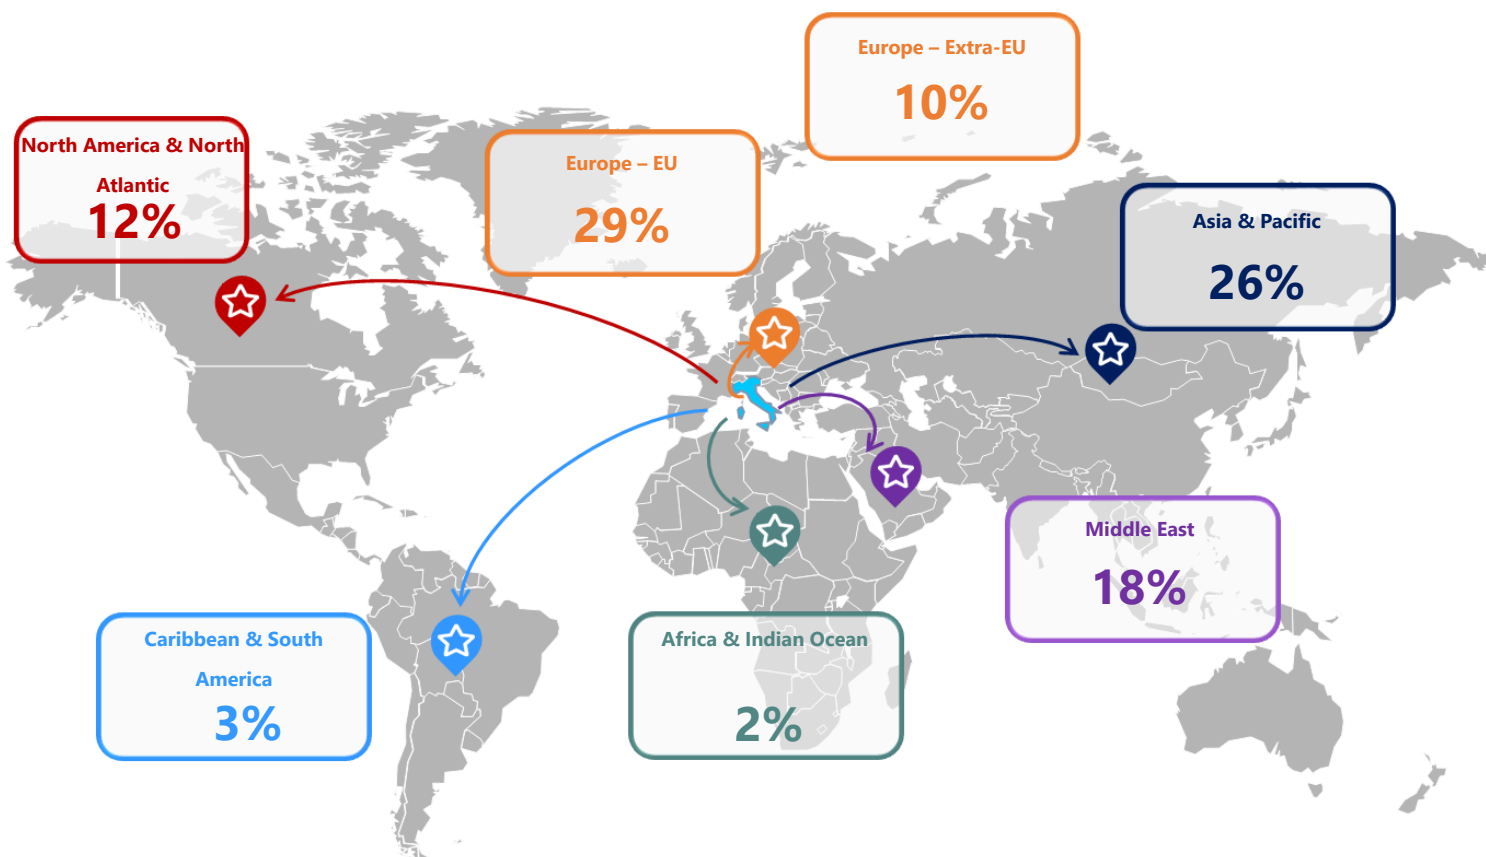 Europe – Extra-EU
10%
North America & North
Atlantic
12%
Europe – EU
29%
Asia & Pacific
26%
Middle East
18%
Caribbean & South
America
3%
Africa & Indian Ocean
2%